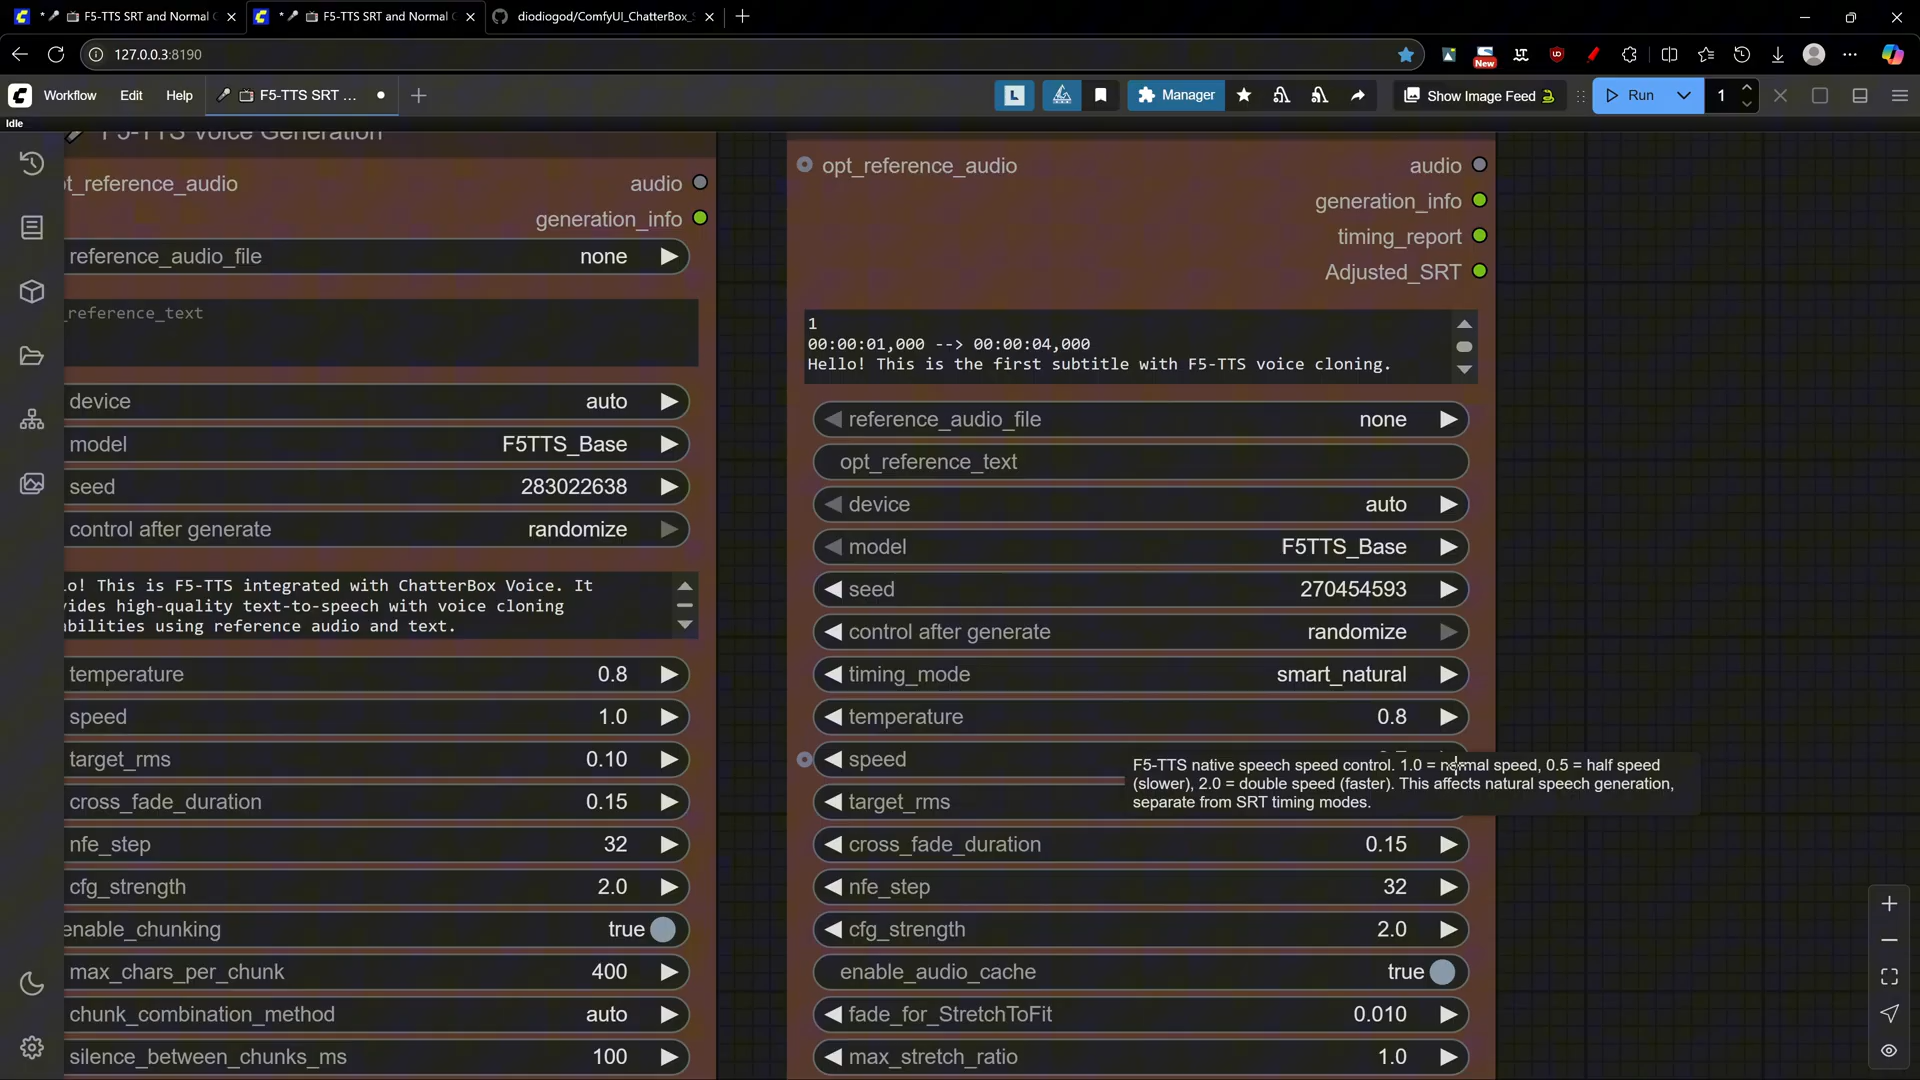 F5-TTS SRT and Normal
F5-TTS SRT and Normal
diodiogod/ComfyUI_ChatterBox_
127.0.0.3:8190
New
Workflow
Edit
Help
F5-TTS SRT ...
Manager
Show Image Feed
Run
1
Idle
F5-TTS Voice Generation
t_reference_audio
audio
generation_info
reference_audio_file
none
_reference_text
device
auto
model
F5TTS_Base
seed
283022638
control after generate
randomize
lo! This is F5-TTS integrated with ChatterBox Voice. It
vides high-quality text-to-speech with voice cloning
abilities using reference audio and text.
temperature
0.8
speed
1.0
target_rms
0.10
cross_fade_duration
0.15
nfe_step
32
cfg_strength
2.0
enable_chunking
true
max_chars_per_chunk
400
chunk_combination_method
auto
silence_between_chunks_ms
100
opt_reference_audio
audio
generation_info
timing_report
Adjusted_SRT
1
00:00:01,000 --> 00:00:04,000
Hello! This is the first subtitle with F5-TTS voice cloning.
reference_audio_file
none
opt_reference_text
device
auto
model
F5TTS_Base
seed
270454593
control after generate
randomize
timing_mode
smart_natural
temperature
0.8
speed
F5-TTS native speech speed control. 1.0 = normal speed, 0.5 = half speed
(slower), 2.0 = double speed (faster). This affects natural speech generation,
separate from SRT timing modes.
target_rms
cross_fade_duration
0.15
nfe_step
32
cfg_strength
2.0
enable_audio_cache
true
fade_for_StretchToFit
0.010
max_stretch_ratio
1.0